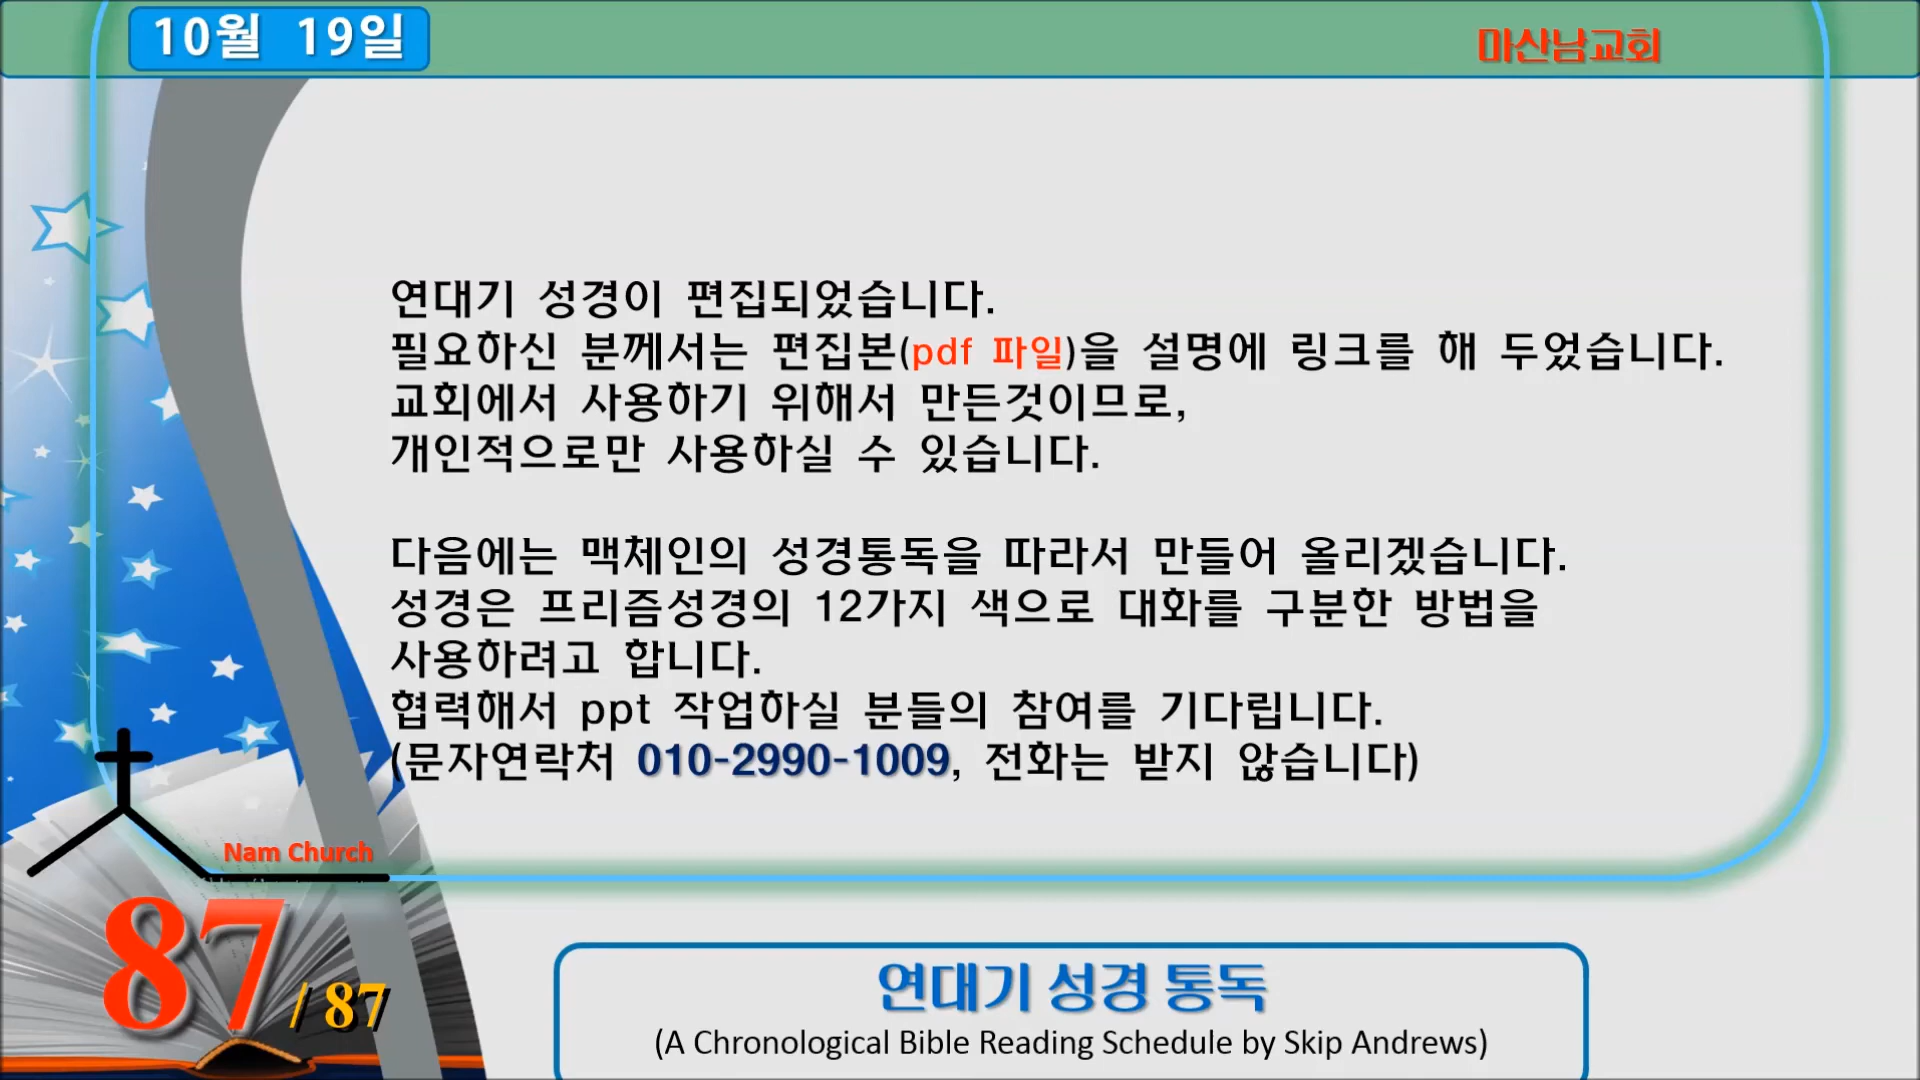 10월 19일
마산남교회
연대기 성경이 편집되었습니다.
필요하신 분께서는 편집본(pdf 파일)을 설명에 링크를 해 두었습니다.
교회에서 사용하기 위해서 만든것이므로,
개인적으로만 사용하실 수 있습니다.
다음에는 맥체인의 성경통독을 따라서 만들어 올리겠습니다.
성경은 프리즘성경의 12가지 색으로 대화를 구분한 방법을
사용하려고 합니다.
협력해서 ppt 작업하실 분들의 참여를 기다립니다.
(문자연락처 010-2990-1009, 전화는 받지 않습니다)
Nam Church
87 / 87
연대기 성경 통독
(A Chronological Bible Reading Schedule by Skip Andrews)